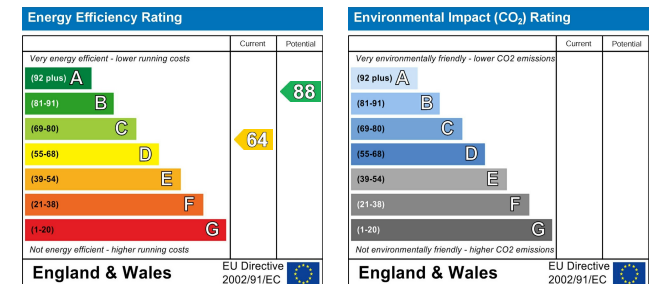 Energy Efficiency Rating
Current Potential
Very energy efficient - lower running costs
(92 plus) A
(81-91) B
(69-80) C
(55-68) D
(39-54) E
(21-38) F
(1-20) G
88
64
Not energy efficient - higher running costs
England & Wales
EU Directive
2002/91/EC
Environmental Impact (CO₂) Rating
Current Potential
Very environmentally friendly - lower CO2 emissions
(92 plus) A
(81-91) B
(69-80) C
(55-68) D
(39-54) E
(21-38) F
(1-20) G
Not environmentally friendly - higher CO2 emissions
England & Wales
EU Directive
2002/91/EC